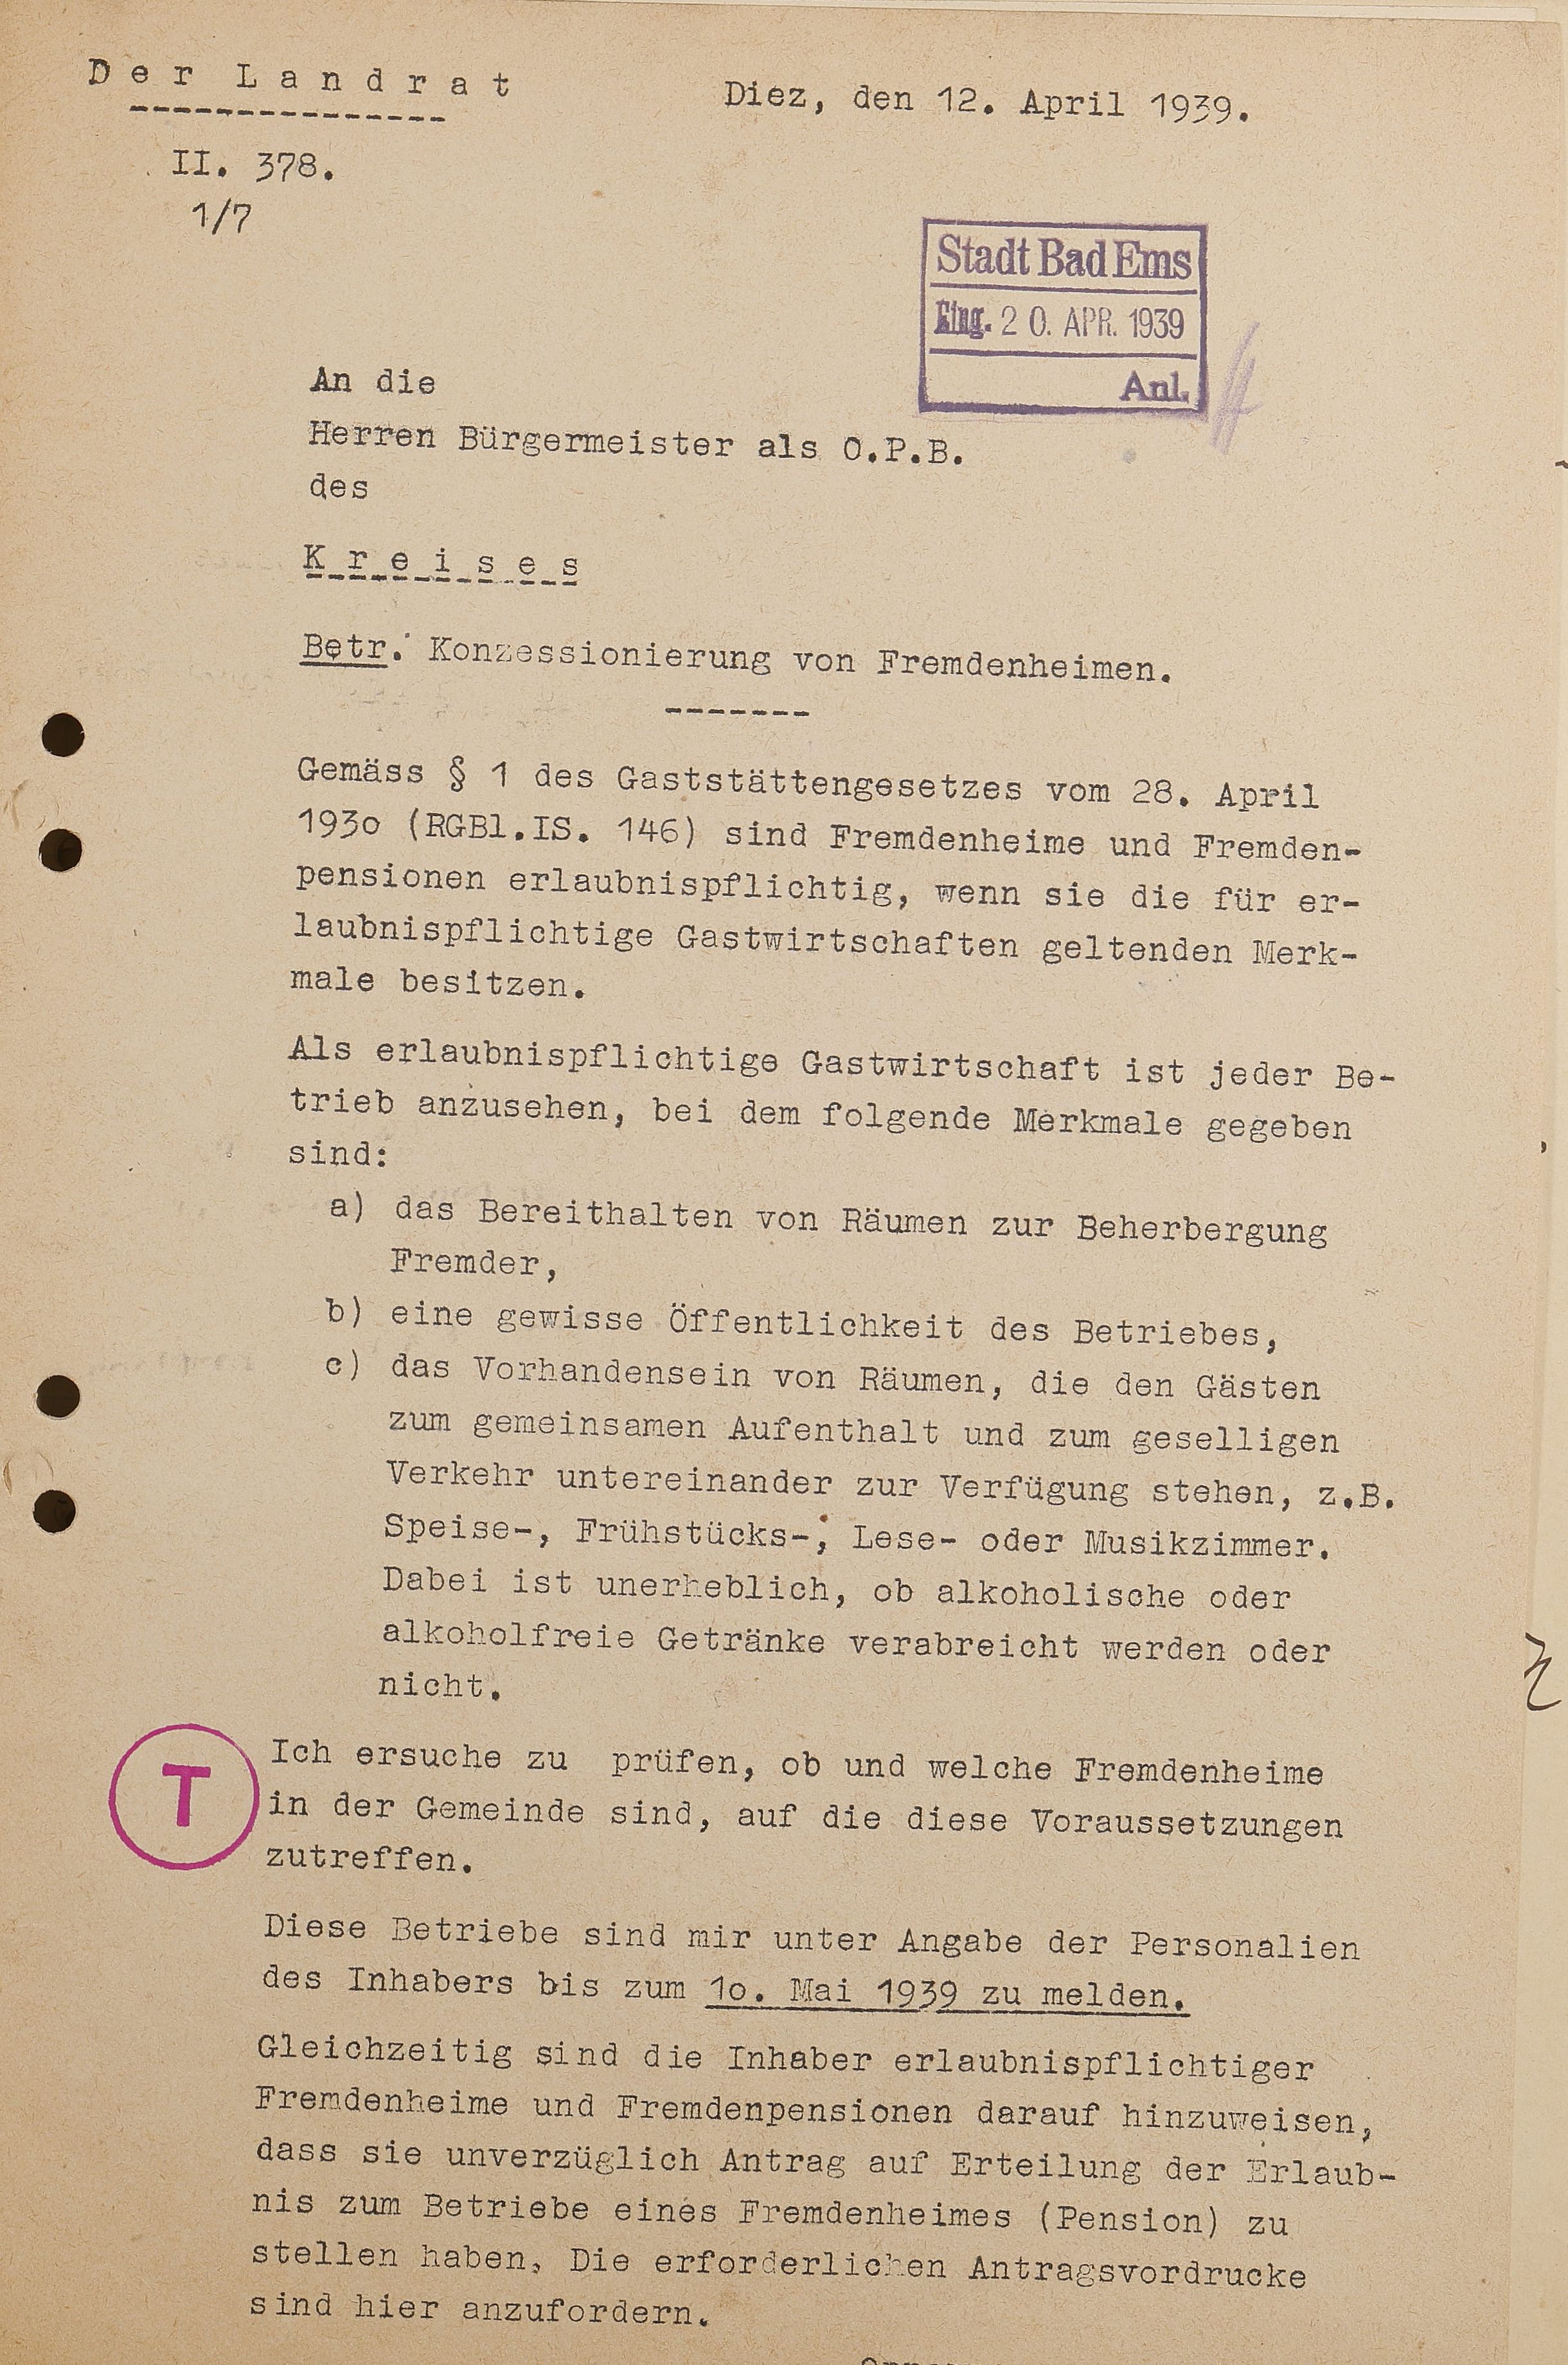 Der Landrat
Diez, den 12. April 1939.
II. 378.
1/7
Stadt Bad Ems
Eing. 20. APR. 1939
Anl.
An die
Herren Bürgermeister als O.P.B.
des
Kreises
Betr. Konzessionierung von Fremdenheimen.
Gemäss § 1 des Gaststättengesetzes vom 28. April
193o (RGBl.IS. 146) sind Fremdenheime und Fremden-
pensionen erlaubnispflichtig, wenn sie die für er-
laubnispflichtige Gastwirtschaften geltenden Merk-
male besitzen.
Als erlaubnispflichtige Gastwirtschaft ist jeder Be-
trieb anzusehen, bei dem folgende Merkmale gegeben
sind:
a) das Bereithalten von Räumen zur Beherbergung
Fremder,
b) eine gewisse Öffentlichkeit des Betriebes,
c) das Vorhandensein von Räumen, die den Gästen
zum gemeinsamen Aufenthalt und zum geselligen
Verkehr untereinander zur Verfügung stehen, z.B.
Speise-, Frühstücks-, Lese- oder Musikzimmer.
Dabei ist unerheblich, ob alkoholische oder
alkoholfreie Getränke verabreicht werden oder
nicht.
T
Ich ersuche zu prüfen, ob und welche Fremdenheime
in der Gemeinde sind, auf die diese Voraussetzungen
zutreffen.
Diese Betriebe sind mir unter Angabe der Personalien
des Inhabers bis zum 1o. Mai 1939 zu melden.
Gleichzeitig sind die Inhaber erlaubnispflichtiger
Fremdenheime und Fremdenpensionen darauf hinzuweisen,
dass sie unverzüglich Antrag auf Erteilung der Erlaub-
nis zum Betriebe eines Fremdenheimes (Pension) zu
stellen haben. Die erforderlichen Antragsvordrucke
sind hier anzufordern.